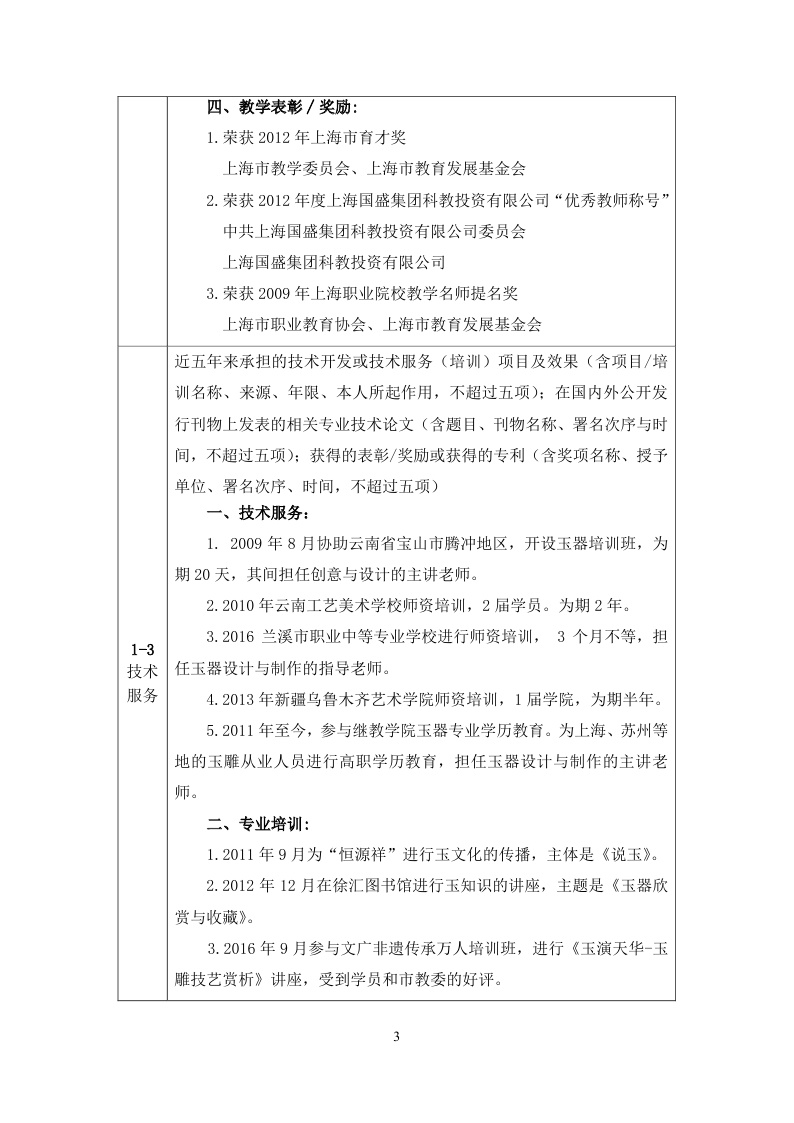 四、教学表彰/奖励:
1.荣获 2012 年上海市育才奖
上海市教学委员会、上海市教育发展基金会
2.荣获 2012 年度上海国盛集团科教投资有限公司“优秀教师称号”
中共上海国盛集团科教投资有限公司委员会
上海国盛集团科教投资有限公司
3.荣获 2009 年上海职业院校教学名师提名奖
上海市职业教育协会、上海市教育发展基金会
1-3
技术
服务
近五年来承担的技术开发或技术服务（培训）项目及效果（含项目/培
训名称、来源、年限、本人所起作用，不超过五项）；在国内外公开发
行刊物上发表的相关专业技术论文（含题目、刊物名称、署名次序与时
间，不超过五项）；获得的表彰/奖励或获得的专利（含奖项名称、授予
单位、署名次序、时间，不超过五项）
一、技术服务：
1. 2009 年 8 月协助云南省宝山市腾冲地区，开设玉器培训班，为
期 20 天，其间担任创意与设计的主讲老师。
2.2010 年云南工艺美术学校师资培训，2 届学员。为期 2 年。
3.2016 兰溪市职业中等专业学校进行师资培训， 3 个月不等，担
任玉器设计与制作的指导老师。
4.2013 年新疆乌鲁木齐艺术学院师资培训，1 届学院，为期半年。
5.2011 年至今，参与继教学院玉器专业学历教育。为上海、苏州等
地的玉雕从业人员进行高职学历教育，担任玉器设计与制作的主讲老
师。
二、专业培训:
1.2011 年 9 月为“恒源祥”进行玉文化的传播，主体是《说玉》。
2.2012 年 12 月在徐汇图书馆进行玉知识的讲座，主题是《玉器欣
赏与收藏》。
3.2016 年 9 月参与文广非遗传承万人培训班，进行《玉演天华-玉
雕技艺赏析》讲座，受到学员和市教委的好评。
3